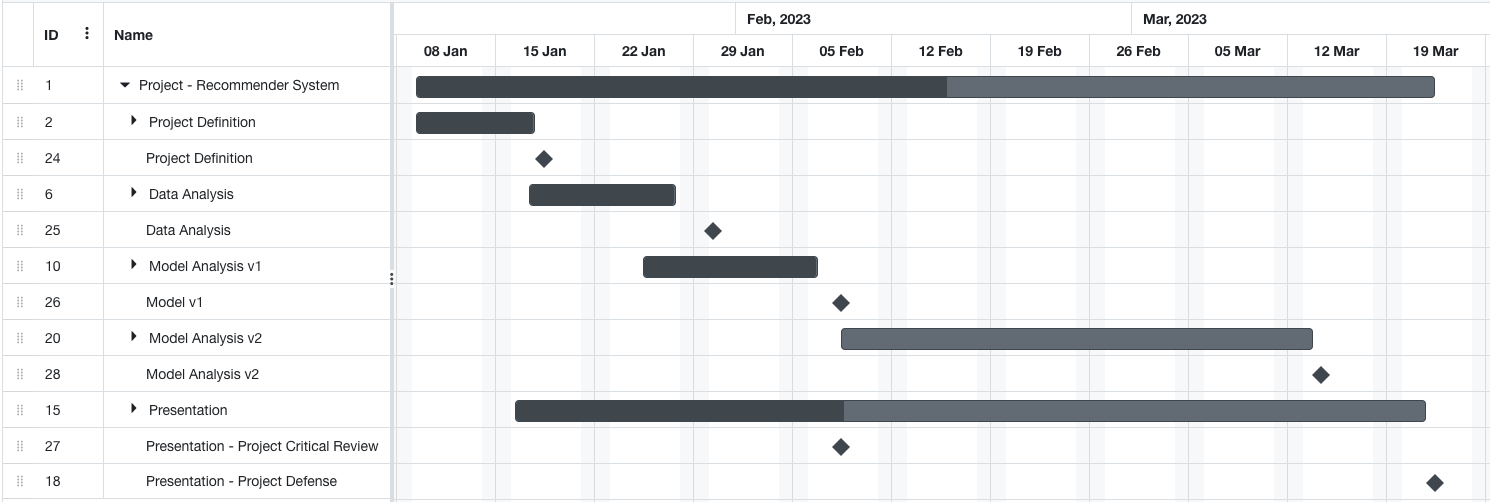 ID Name Feb, 2023 Mar, 2023
08 Jan 15 Jan 22 Jan 29 Jan 05 Feb 12 Feb 19 Feb 26 Feb 05 Mar 12 Mar 19 Mar
1 Project - Recommender System
2 Project Definition
24 Project Definition
6 Data Analysis
25 Data Analysis
10 Model Analysis v1
26 Model v1
20 Model Analysis v2
28 Model Analysis v2
15 Presentation
27 Presentation - Project Critical Review
18 Presentation - Project Defense